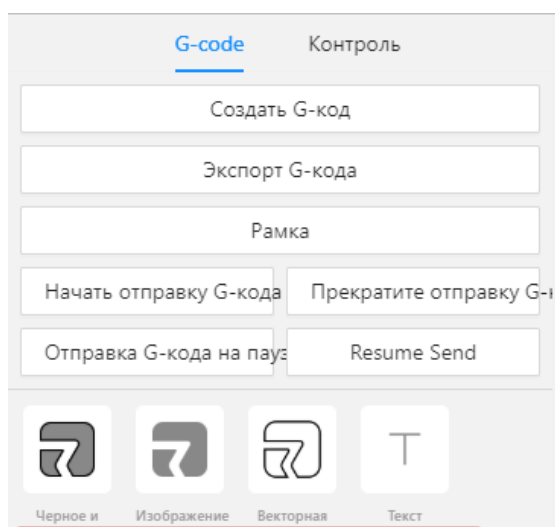 G-code Контроль
Создать G-код
Экспорт G-кода
Рамка
Начать отправку G-кода Прекратите отправку
Отправка G-кода на Resume Send
Черное и Изображение Векторная Текст